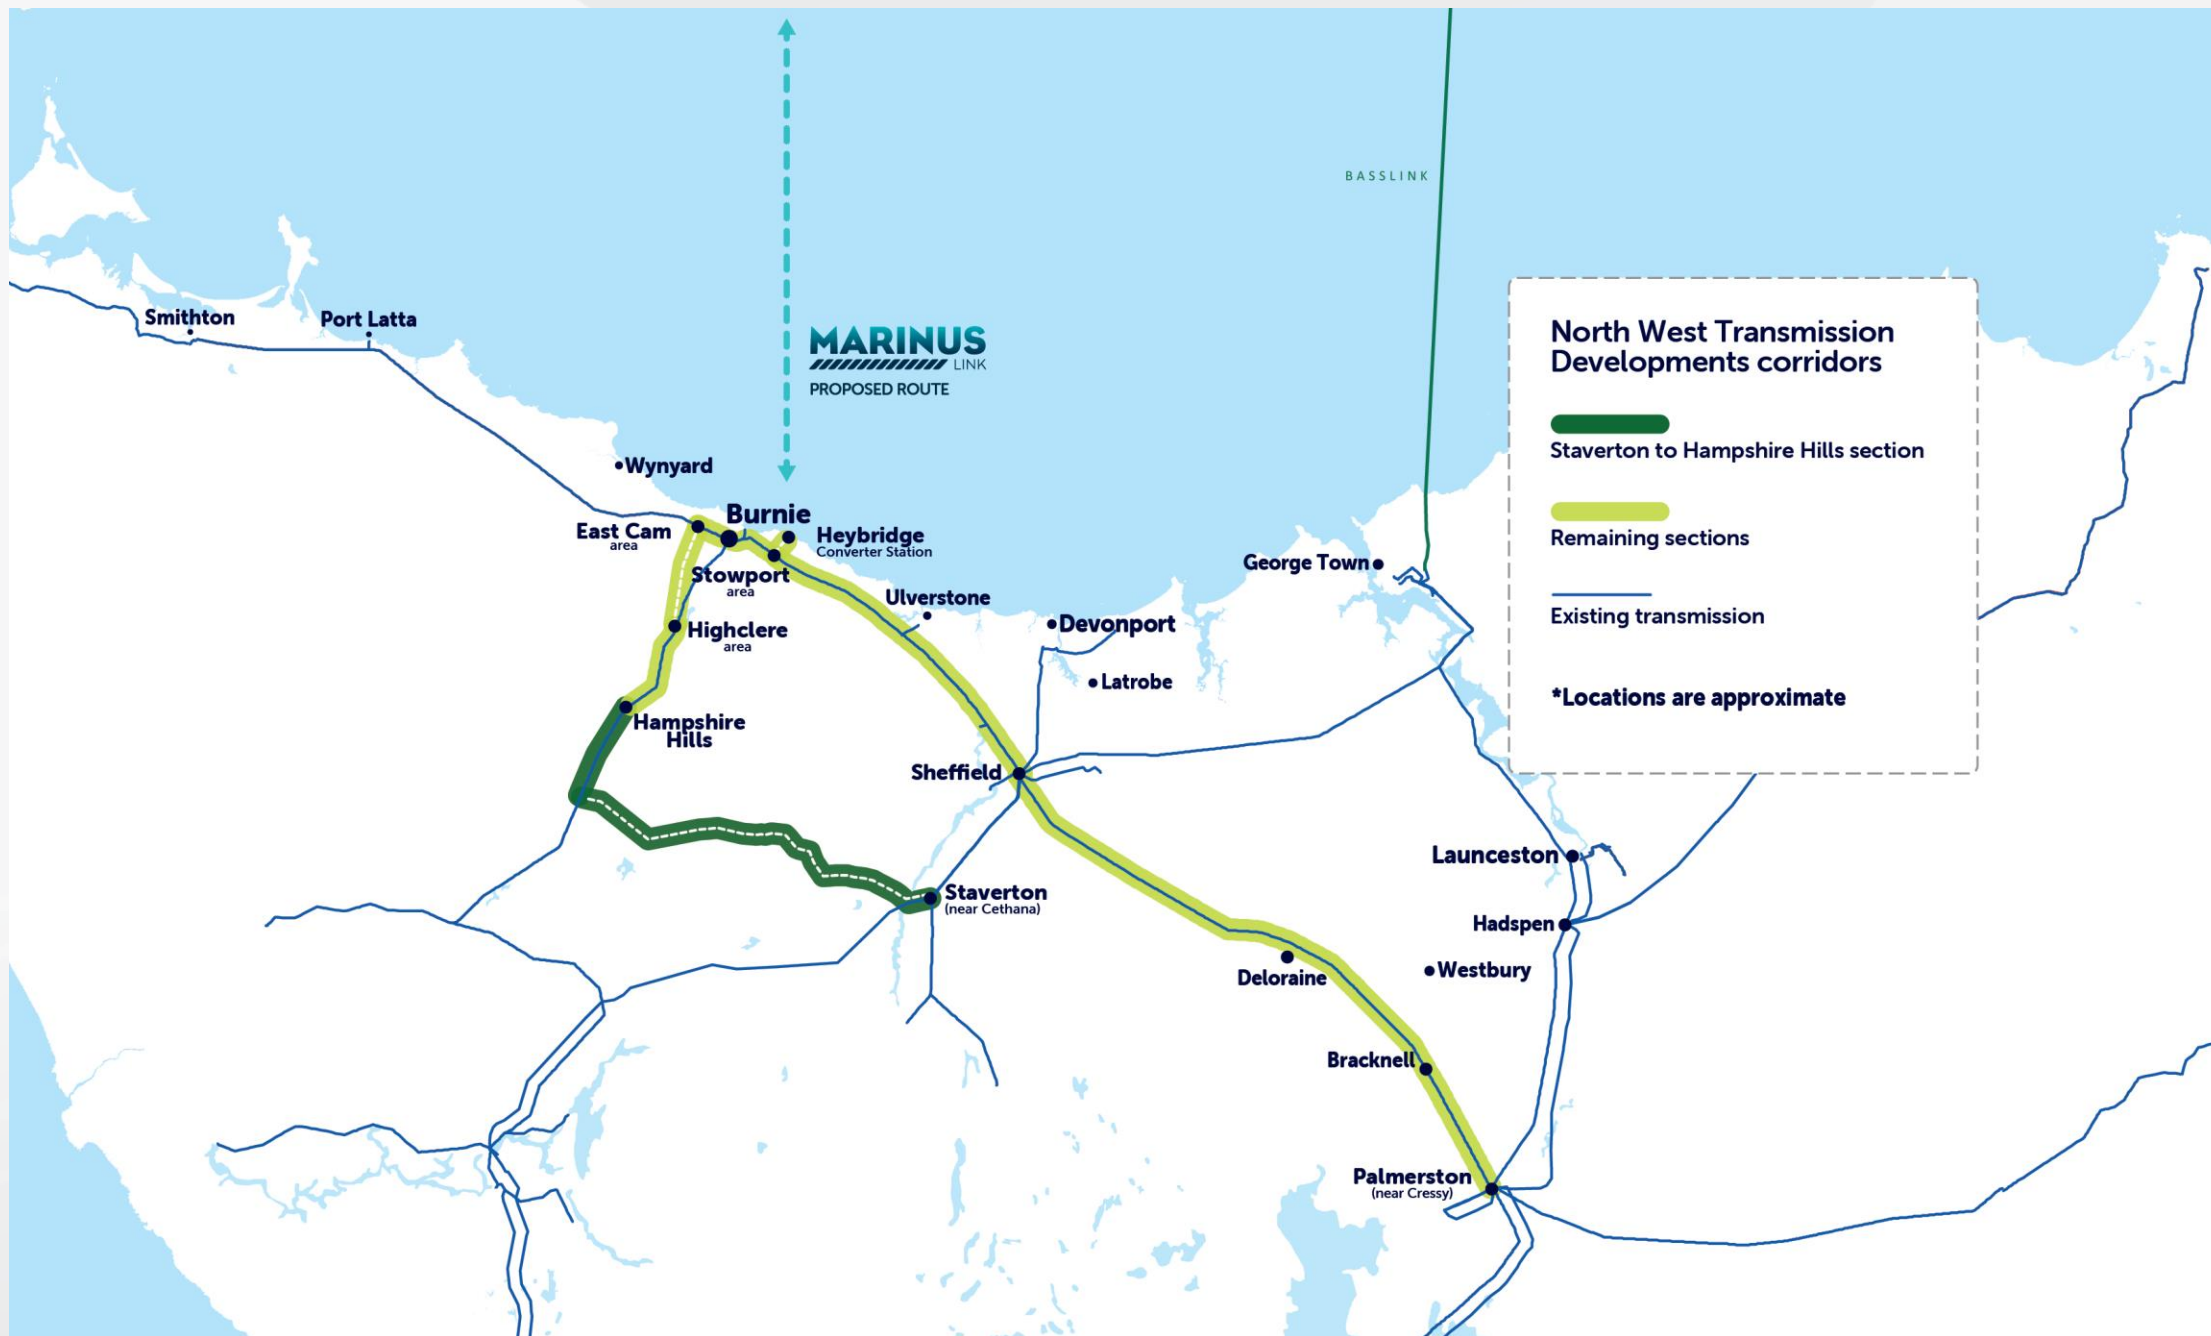 BASSLINK
Smithton
Port Latta
MARINUS
LINK
PROPOSED ROUTE
North West Transmission
Developments corridors
Staverton to Hampshire Hills section
Remaining sections
Existing transmission
*Locations are approximate
Wynyard
Burnie
East Cam
area
Heybridge
Converter Station
Stowport
area
George Town
Ulverstone
Devonport
Highclere
area
Latrobe
Hampshire
Hills
Sheffield
Launceston
Staverton
(near Cethana)
Hadspen
Westbury
Deloraine
Bracknell
Palmerston
(near Cressy)